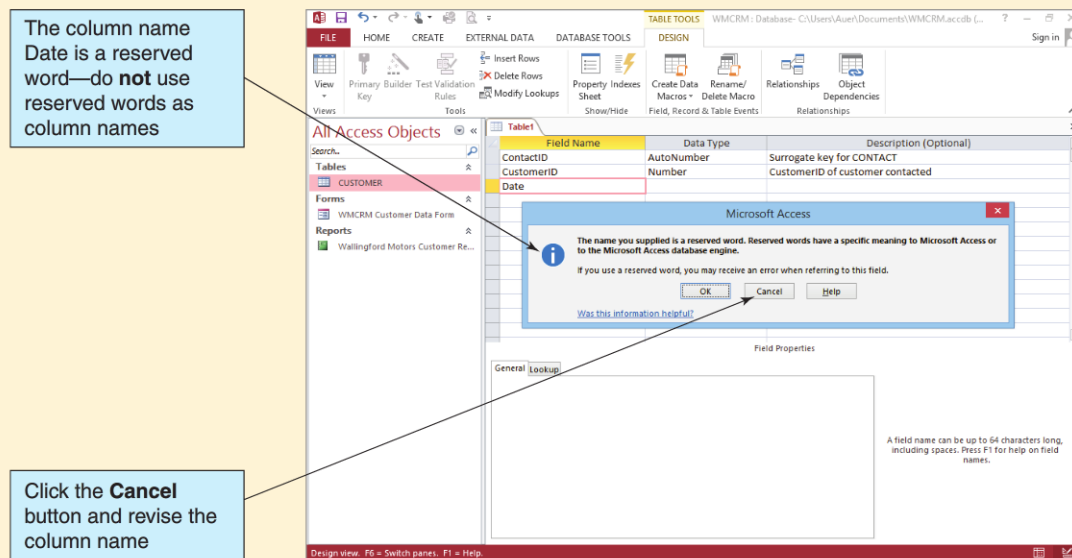 The column name
Date is a reserved
word—do not use
reserved words as
column names
Click the Cancel
button and revise the
column name
TABLE TOOLS WMCRM : Database- C:\Users\Auer\Documents\WMCRM.accdb (...
FILE HOME CREATE EXTERNAL DATA DATABASE TOOLS DESIGN Sign in
View Primary Key Builder Test Validation Rules
Insert Rows
Delete Rows
Modify Lookups
Property Sheet Indexes Create Data Macros Rename/ Delete Macro Relationships Object Dependencies
Views Tools Show/Hide Field, Record & Table Events Relationships
All Access Objects
Search...
Tables
CUSTOMER
Forms
WMCRM Customer Data Form
Reports
Wallingford Motors Customer Re...
Table1
Field Name Data Type Description (Optional)
ContactID AutoNumber Surrogate key for CONTACT
CustomerID Number CustomerID of customer contacted
Date
Microsoft Access
The name you supplied is a reserved word. Reserved words have a specific meaning to Microsoft Access or
to the Microsoft Access database engine.
If you use a reserved word, you may receive an error when referring to this field.
OK Cancel Help
Was this information helpful?
Field Properties
General Lookup
A field name can be up to 64 characters long,
including spaces. Press F1 for help on field
names.
Design view. F6 = Switch panes. F1 = Help.